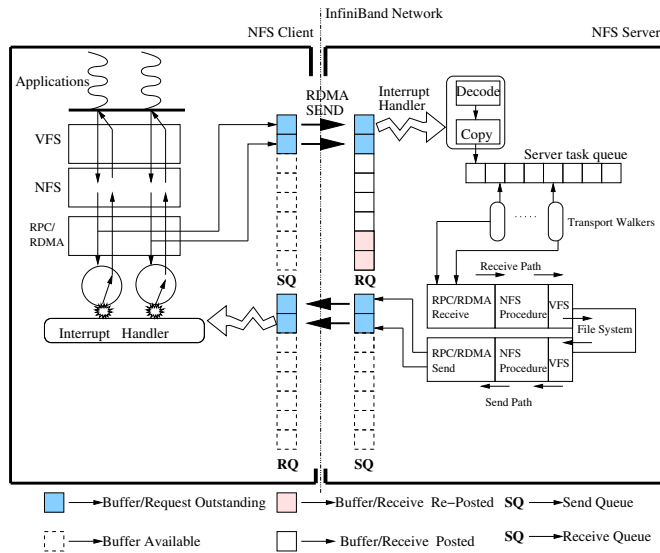 InfiniBand Network
NFS Client
NFS Server
Applications
VFS
NFS
RPC/
RDMA
Interrupt Handler
RDMA
SEND
SQ
RQ
RQ
SQ
Interrupt
Handler
Decode
Copy
Server task queue
.....
Transport Walkers
Receive Path
RPC/RDMA
Receive
NFS
Procedure
VFS
File System
RPC/RDMA
Send
NFS
Procedure
VFS
Send Path
Buffer/Request Outstanding
Buffer/Receive Re-Posted
SQ Send Queue
Buffer Available
Buffer/Receive Posted
SQ Receive Queue